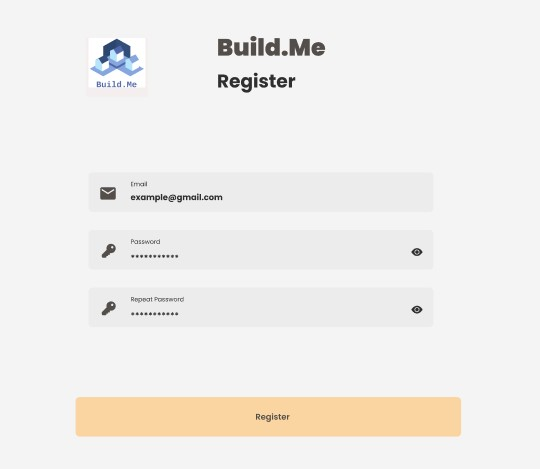 Build.Me
Build.Me
Register
Email
example@gmail.com
Password
***********
Repeat Password
***********
Register